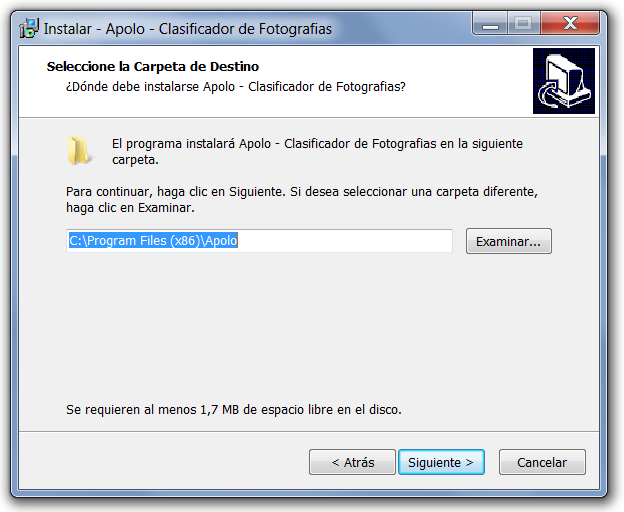 Instalar - Apolo - Clasificador de Fotografias
Seleccione la Carpeta de Destino
¿Dónde debe instalarse Apolo - Clasificador de Fotografias?
El programa instalará Apolo - Clasificador de Fotografias en la siguiente
carpeta.
Para continuar, haga clic en Siguiente. Si desea seleccionar una carpeta diferente,
haga clic en Examinar.
C:\Program Files (x86)\Apolo
Examinar...
Se requieren al menos 1,7 MB de espacio libre en el disco.
< Atrás
Siguiente >
Cancelar